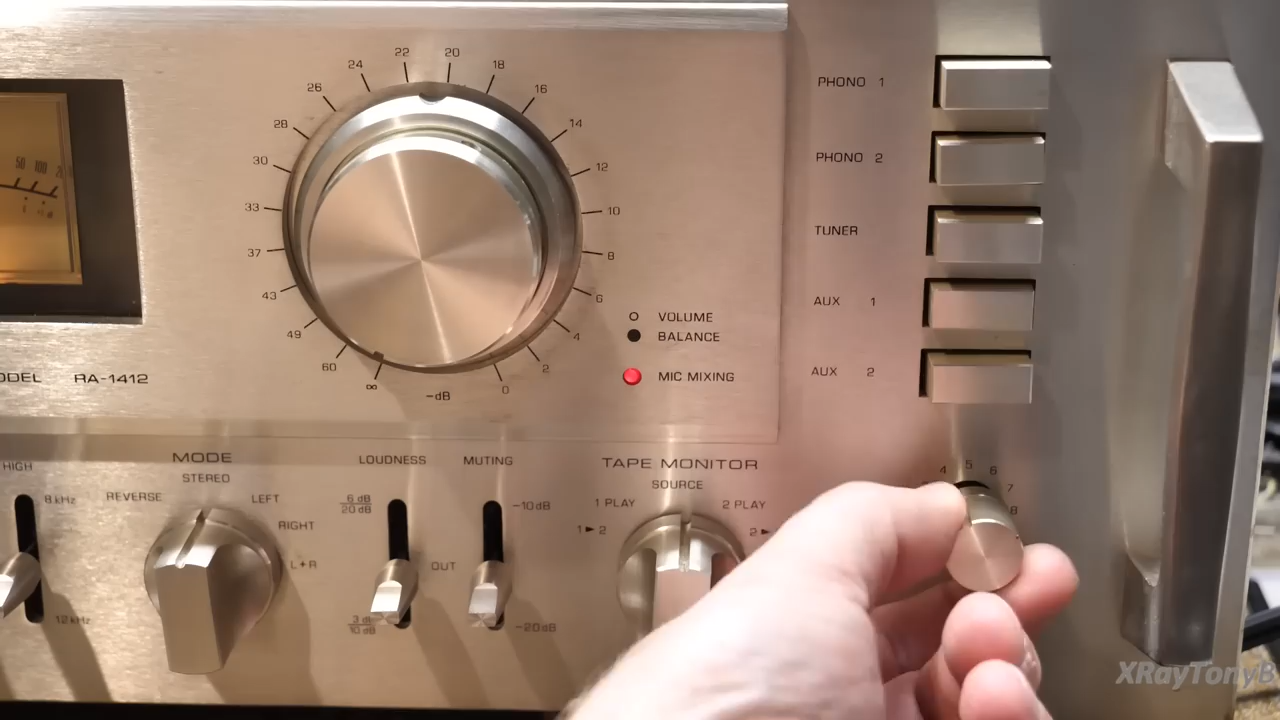 50 100
22 20
24 18
26 16
28 14
30 12
33 10
37 8
43 6
49 4
60 2
∞ 0
-dB
VOLUME
BALANCE
MIC MIXING
PHONO 1
PHONO 2
TUNER
AUX 1
AUX 2
RA-1412
HIGH
8 kHz
12 kHz
MODE
STEREO
REVERSE
LEFT
RIGHT
L+R
LOUDNESS
6 dB
20 dB
OUT
10 dB
MUTING
-10 dB
-20 dB
TAPE MONITOR
SOURCE
1 PLAY
2 PLAY
1 ► 2
2 ►
4 5 6
7
8
XRayTonyB